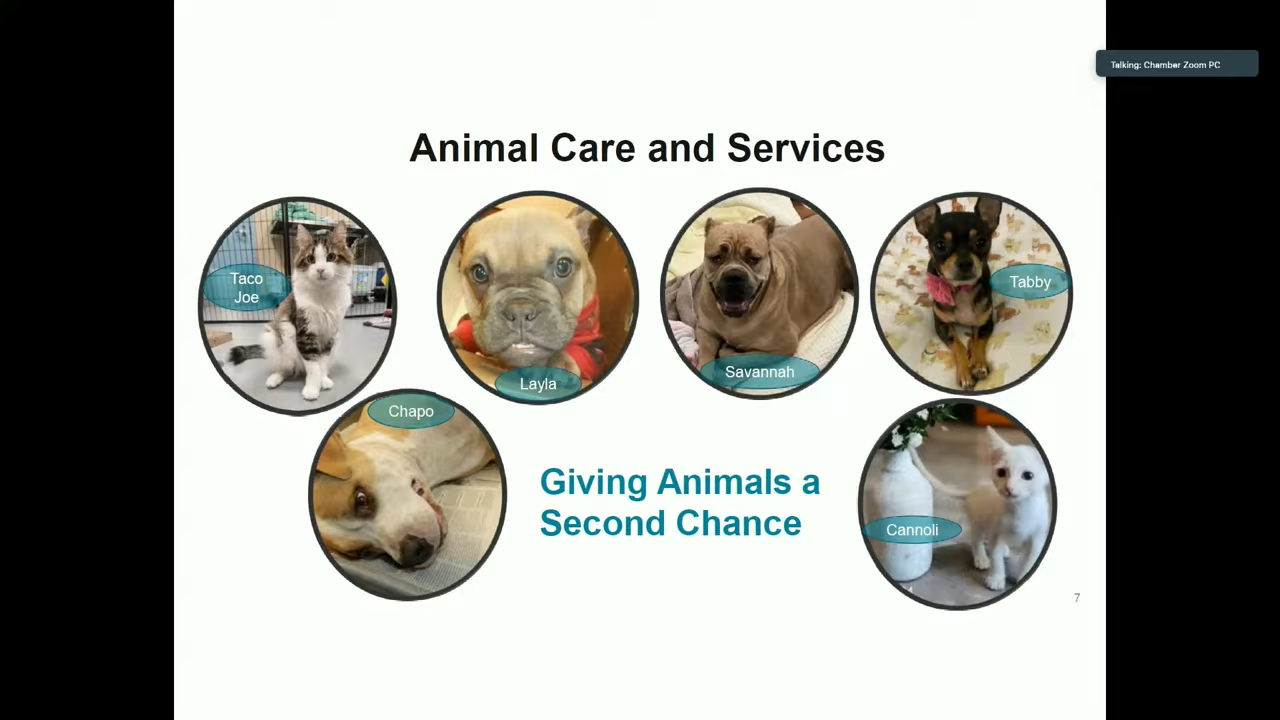 Talking: Chamber Zoom PC
Animal Care and Services
Taco
Joe
Layla
Savannah
Tabby
Chapo
Giving Animals a
Second Chance
Cannoli
7